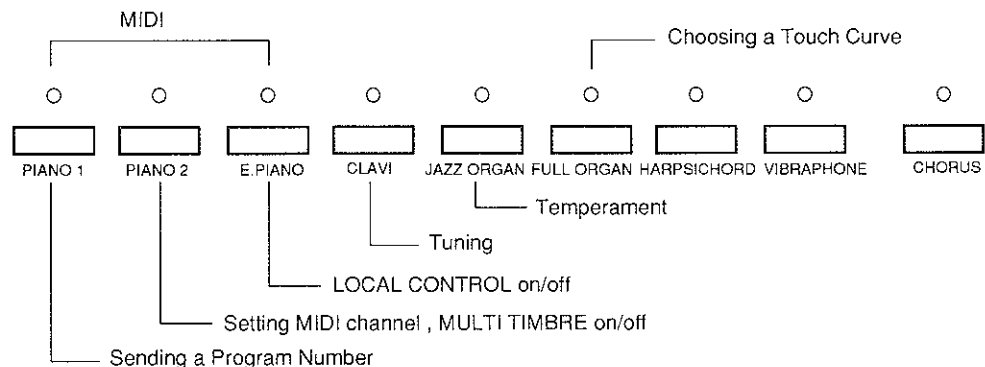 MIDI
Choosing a Touch Curve
PIANO 1 PIANO 2 E.PIANO CLAVI JAZZ ORGAN FULL ORGAN HARPSICHORD VIBRAPHONE CHORUS
Temperament
Tuning
LOCAL CONTROL on/off
Setting MIDI channel , MULTI TIMBRE on/off
Sending a Program Number